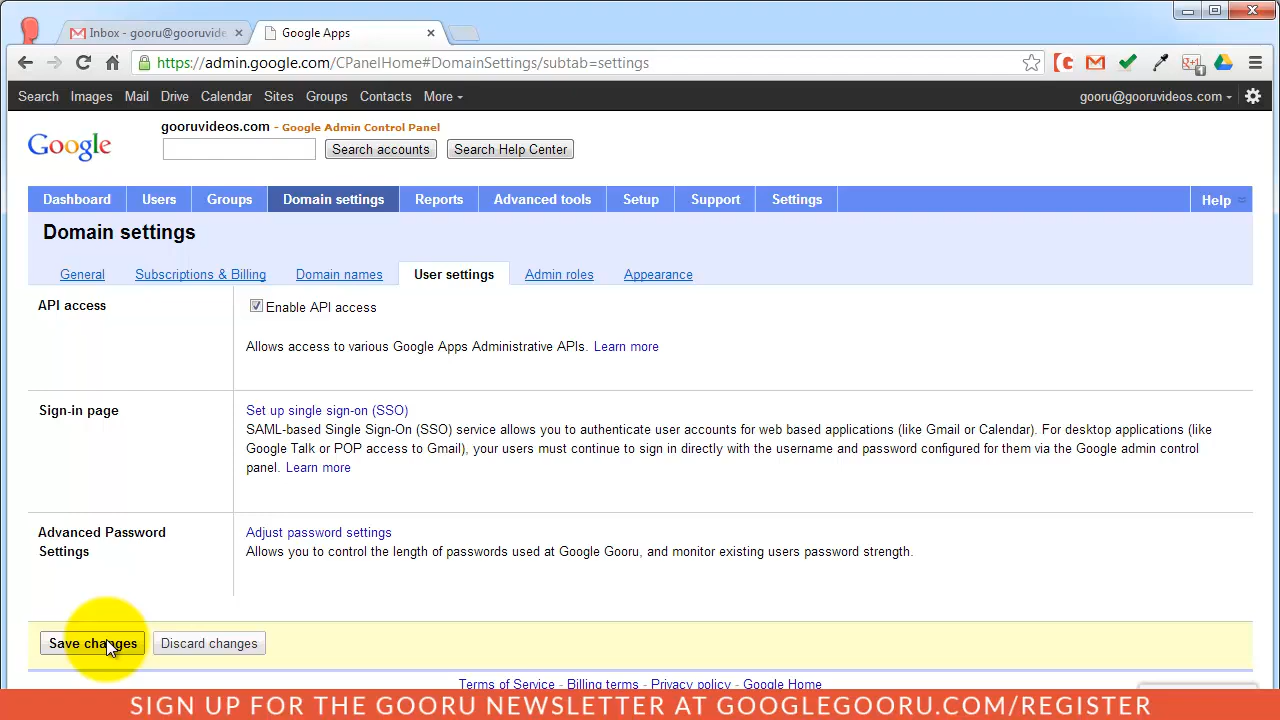 Inbox - gooru@gooruvide
Google Apps
https://admin.google.com/CPanelHome#DomainSettings/subtab=settings
Search Images Mail Drive Calendar Sites Groups Contacts More
gooru@gooruvideos.com
Google
gooruvideos.com - Google Admin Control Panel
Search accounts Search Help Center
Dashboard Users Groups Domain settings Reports Advanced tools Setup Support Settings Help
Domain settings
General Subscriptions & Billing Domain names User settings Admin roles Appearance
API access
Enable API access
Allows access to various Google Apps Administrative APIs. Learn more
Sign-in page
Set up single sign-on (SSO)
SAML-based Single Sign-On (SSO) service allows you to authenticate user accounts for web based applications (like Gmail or Calendar). For desktop applications (like
Google Talk or POP access to Gmail), your users must continue to sign in directly with the username and password configured for them via the Google admin control
panel. Learn more
Advanced Password
Settings
Adjust password settings
Allows you to control the length of passwords used at Google Gooru, and monitor existing users password strength.
Save changes Discard changes
Terms of Service - Billing terms - Privacy policy - Google Home
SIGN UP FOR THE GOORU NEWSLETTER AT GOOGLEGOORU.COM/REGISTER